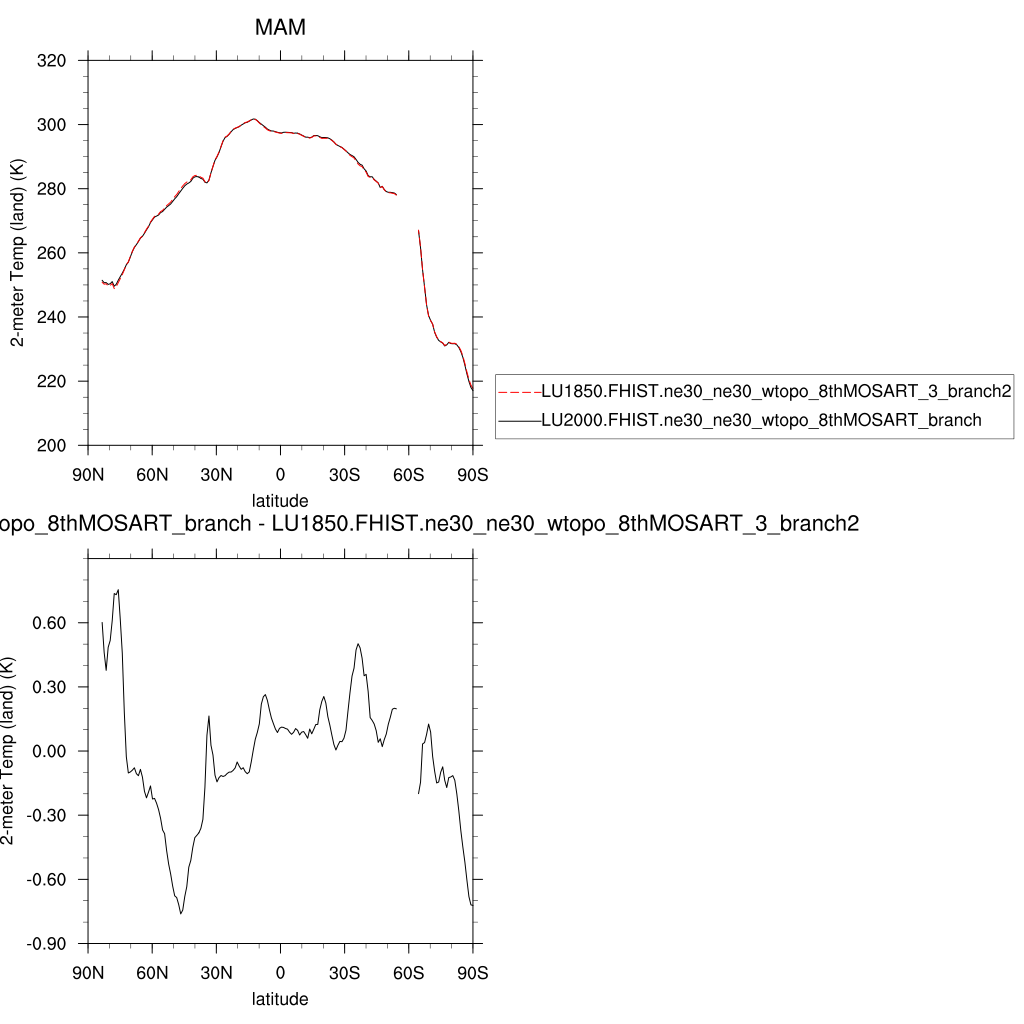 MAM
320
300
280
260
240
220
200
2-meter Temp (land) (K)
90N 60N 30N 0 30S 60S 90S
latitude
LU1850.FHIST.ne30_ne30_wtopo_8thMOSART_3_branch2
LU2000.FHIST.ne30_ne30_wtopo_8thMOSART_branch
opo_8thMOSART_branch - LU1850.FHIST.ne30_ne30_wtopo_8thMOSART_3_branch2
0.60
0.30
0.00
-0.30
-0.60
-0.90
2-meter Temp (land) (K)
90N 60N 30N 0 30S 60S 90S
latitude